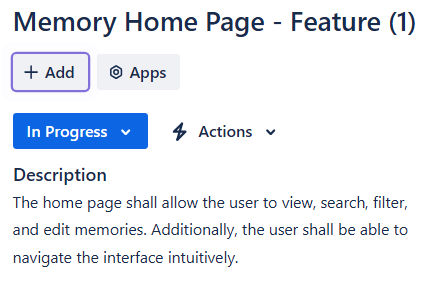 Memory Home Page - Feature (1)
+ Add
Apps
In Progress
Actions
Description
The home page shall allow the user to view, search, filter,
and edit memories. Additionally, the user shall be able to
navigate the interface intuitively.